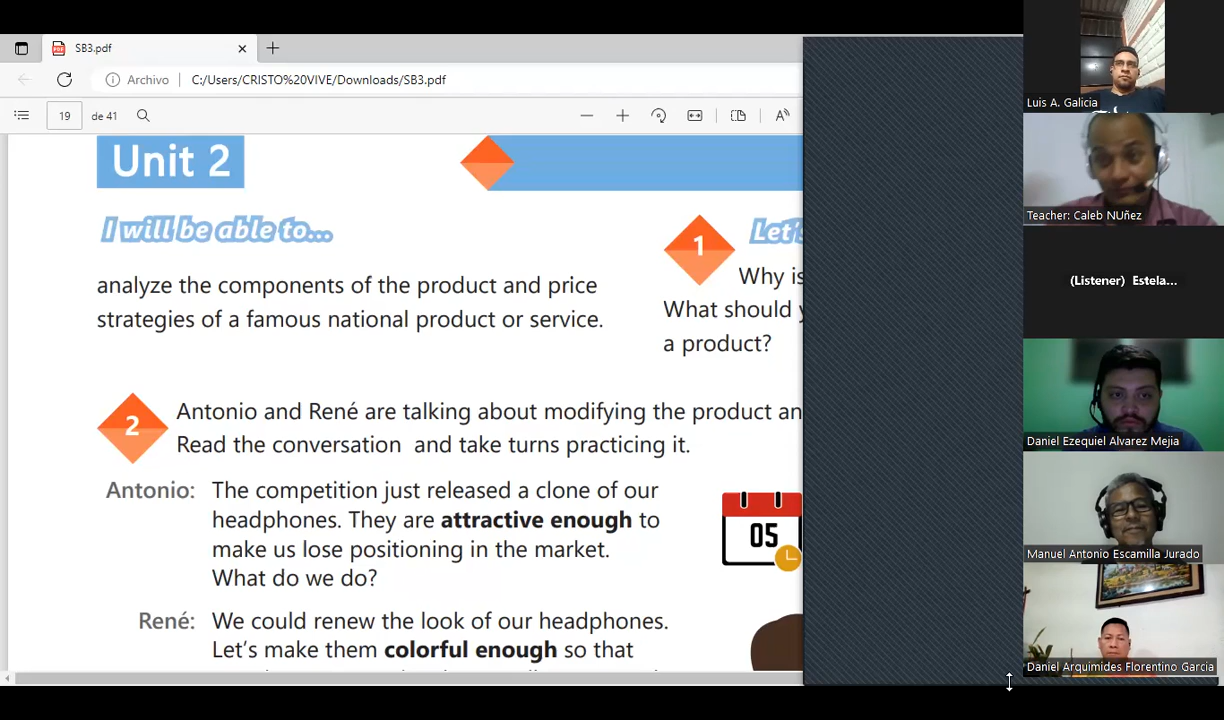 SB3.pdf
Archivo
C:/Users/CRISTO%20VIVE/Downloads/SB3.pdf
19
de 41
Unit 2
I will be able to...
analyze the components of the product and price
strategies of a famous national product or service.
1
Let's
Why is
What should
a product?
2
Antonio and René are talking about modifying the product an
Read the conversation and take turns practicing it.
Antonio: The competition just released a clone of our
headphones. They are attractive enough to
make us lose positioning in the market.
What do we do?
05
René: We could renew the look of our headphones.
Let's make them colorful enough so that
Luis A. Galicia
Teacher: Caleb NUñez
(Listener) Estela...
Daniel Ezequiel Alvarez Mejia
Manuel Antonio Escamilla Jurado
Daniel Arquimides Florentino Garcia